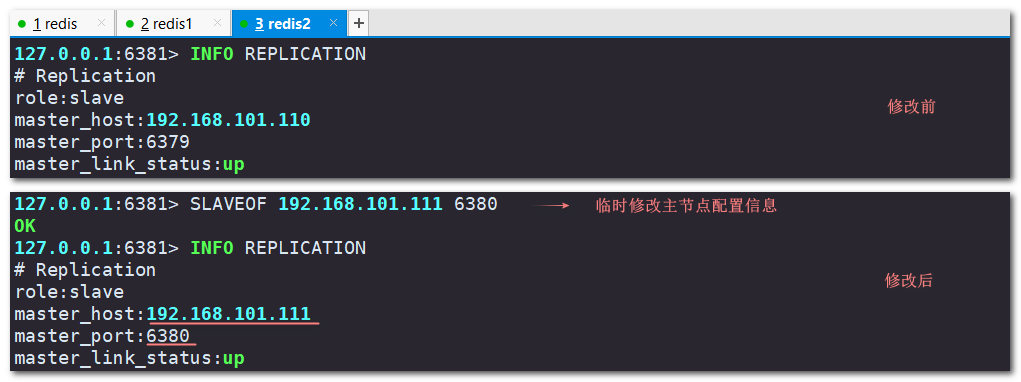 1 redis
2 redis1
3 redis2
127.0.0.1:6381> INFO REPLICATION
# Replication
role:slave
修改前
master_host:192.168.101.110
master_port:6379
master_link_status:up
127.0.0.1:6381> SLAVEOF 192.168.101.111 6380
临时修改主节点配置信息
OK
127.0.0.1:6381> INFO REPLICATION
# Replication
修改后
role:slave
master_host:192.168.101.111
master_port:6380
master_link_status:up